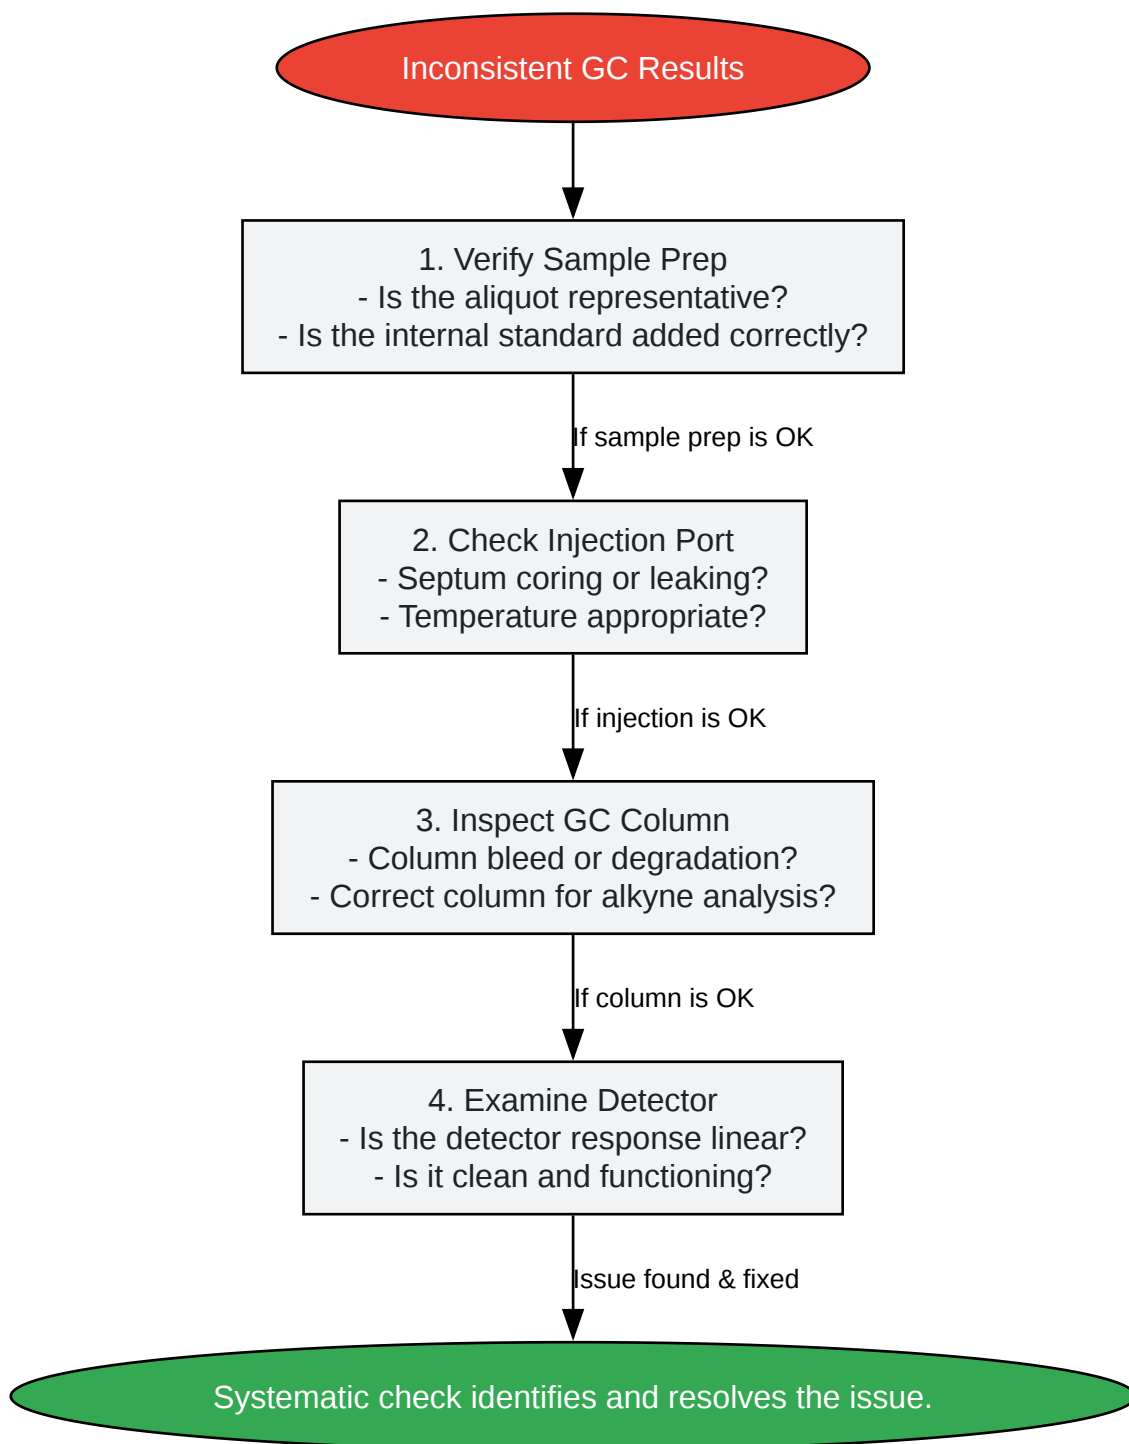 Inconsistent GC Results
1. Verify Sample Prep
- Is the aliquot representative?
- Is the internal standard added correctly?
If sample prep is OK
2. Check Injection Port
- Septum coring or leaking?
- Temperature appropriate?
If injection is OK
3. Inspect GC Column
- Column bleed or degradation?
- Correct column for alkyne analysis?
If column is OK
4. Examine Detector
- Is the detector response linear?
- Is it clean and functioning?
Issue found & fixed
Systematic check identifies and resolves the issue.